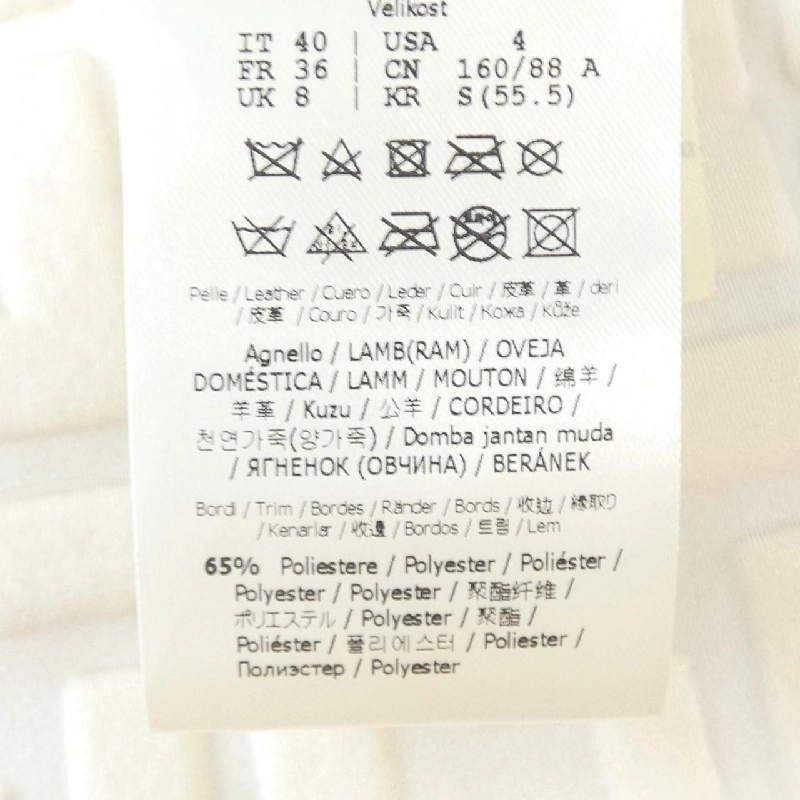 Velikost
IT 40 | USA 4
FR 36 | CN 160/88 A
UK 8 | KR S(55.5)
Pelle / Leather / Cuero / Leder / Cuir / 皮革 / 革 / deri
/ 皮革 / Couro / 가죽 / Kulit / Кожа / Kůže
Agnello / LAMB(RAM) / OVEJA
DOMÉSTICA / LAMM / MOUTON / 绵羊 /
羊革 / Kuzu / 公羊 / CORDEIRO /
천연가죽(양가죽) / Domba jantan muda
/ ЯГНЕНОК (ОВЧИНА) / BERÁNEK
Bordi / Trim / Bordes / Ränder / Bords / 收边 / 縁取り
/ Kenarlar / 收邊 / Bordos / 트림 / Lem
65% Poliestere / Polyester / Poliéster /
Polyester / Polyester / 聚酯纤维 /
ポリエステル / Polyester / 聚酯 /
Poliéster / 폴리에스터 / Poliester /
Полиэстер / Polyester